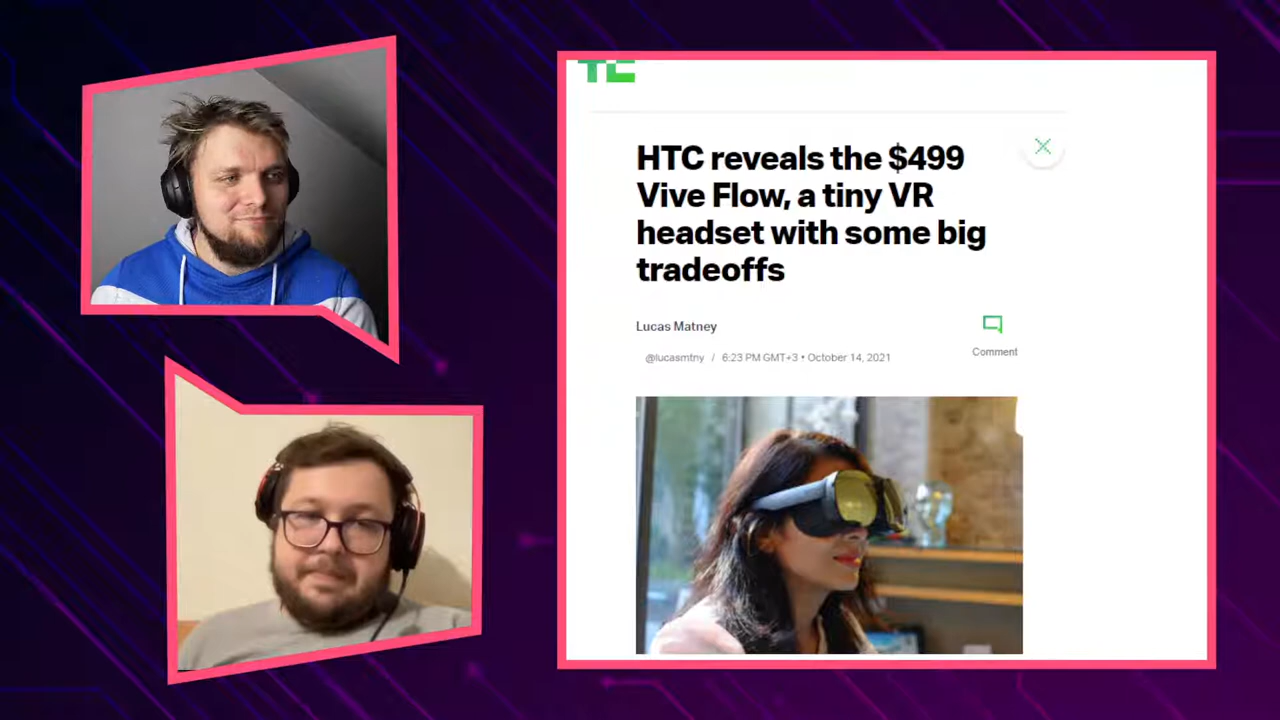 TC
HTC reveals the $499
Vive Flow, a tiny VR
headset with some big
tradeoffs
Lucas Matney
@lucasmtny / 6:23 PM GMT+3 • October 14, 2021
Comment